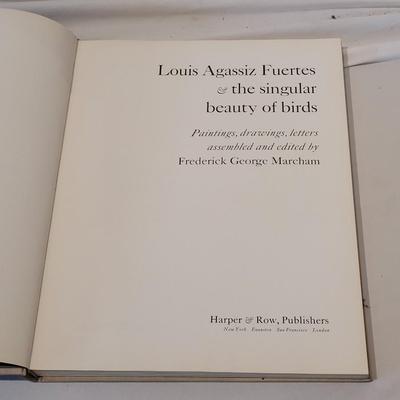 Louis Agassiz Fuertes
& the singular
beauty of birds
Paintings, drawings, letters
assembled and edited by
Frederick George Marcham
Harper & Row, Publishers
New York Evanston San Francisco London